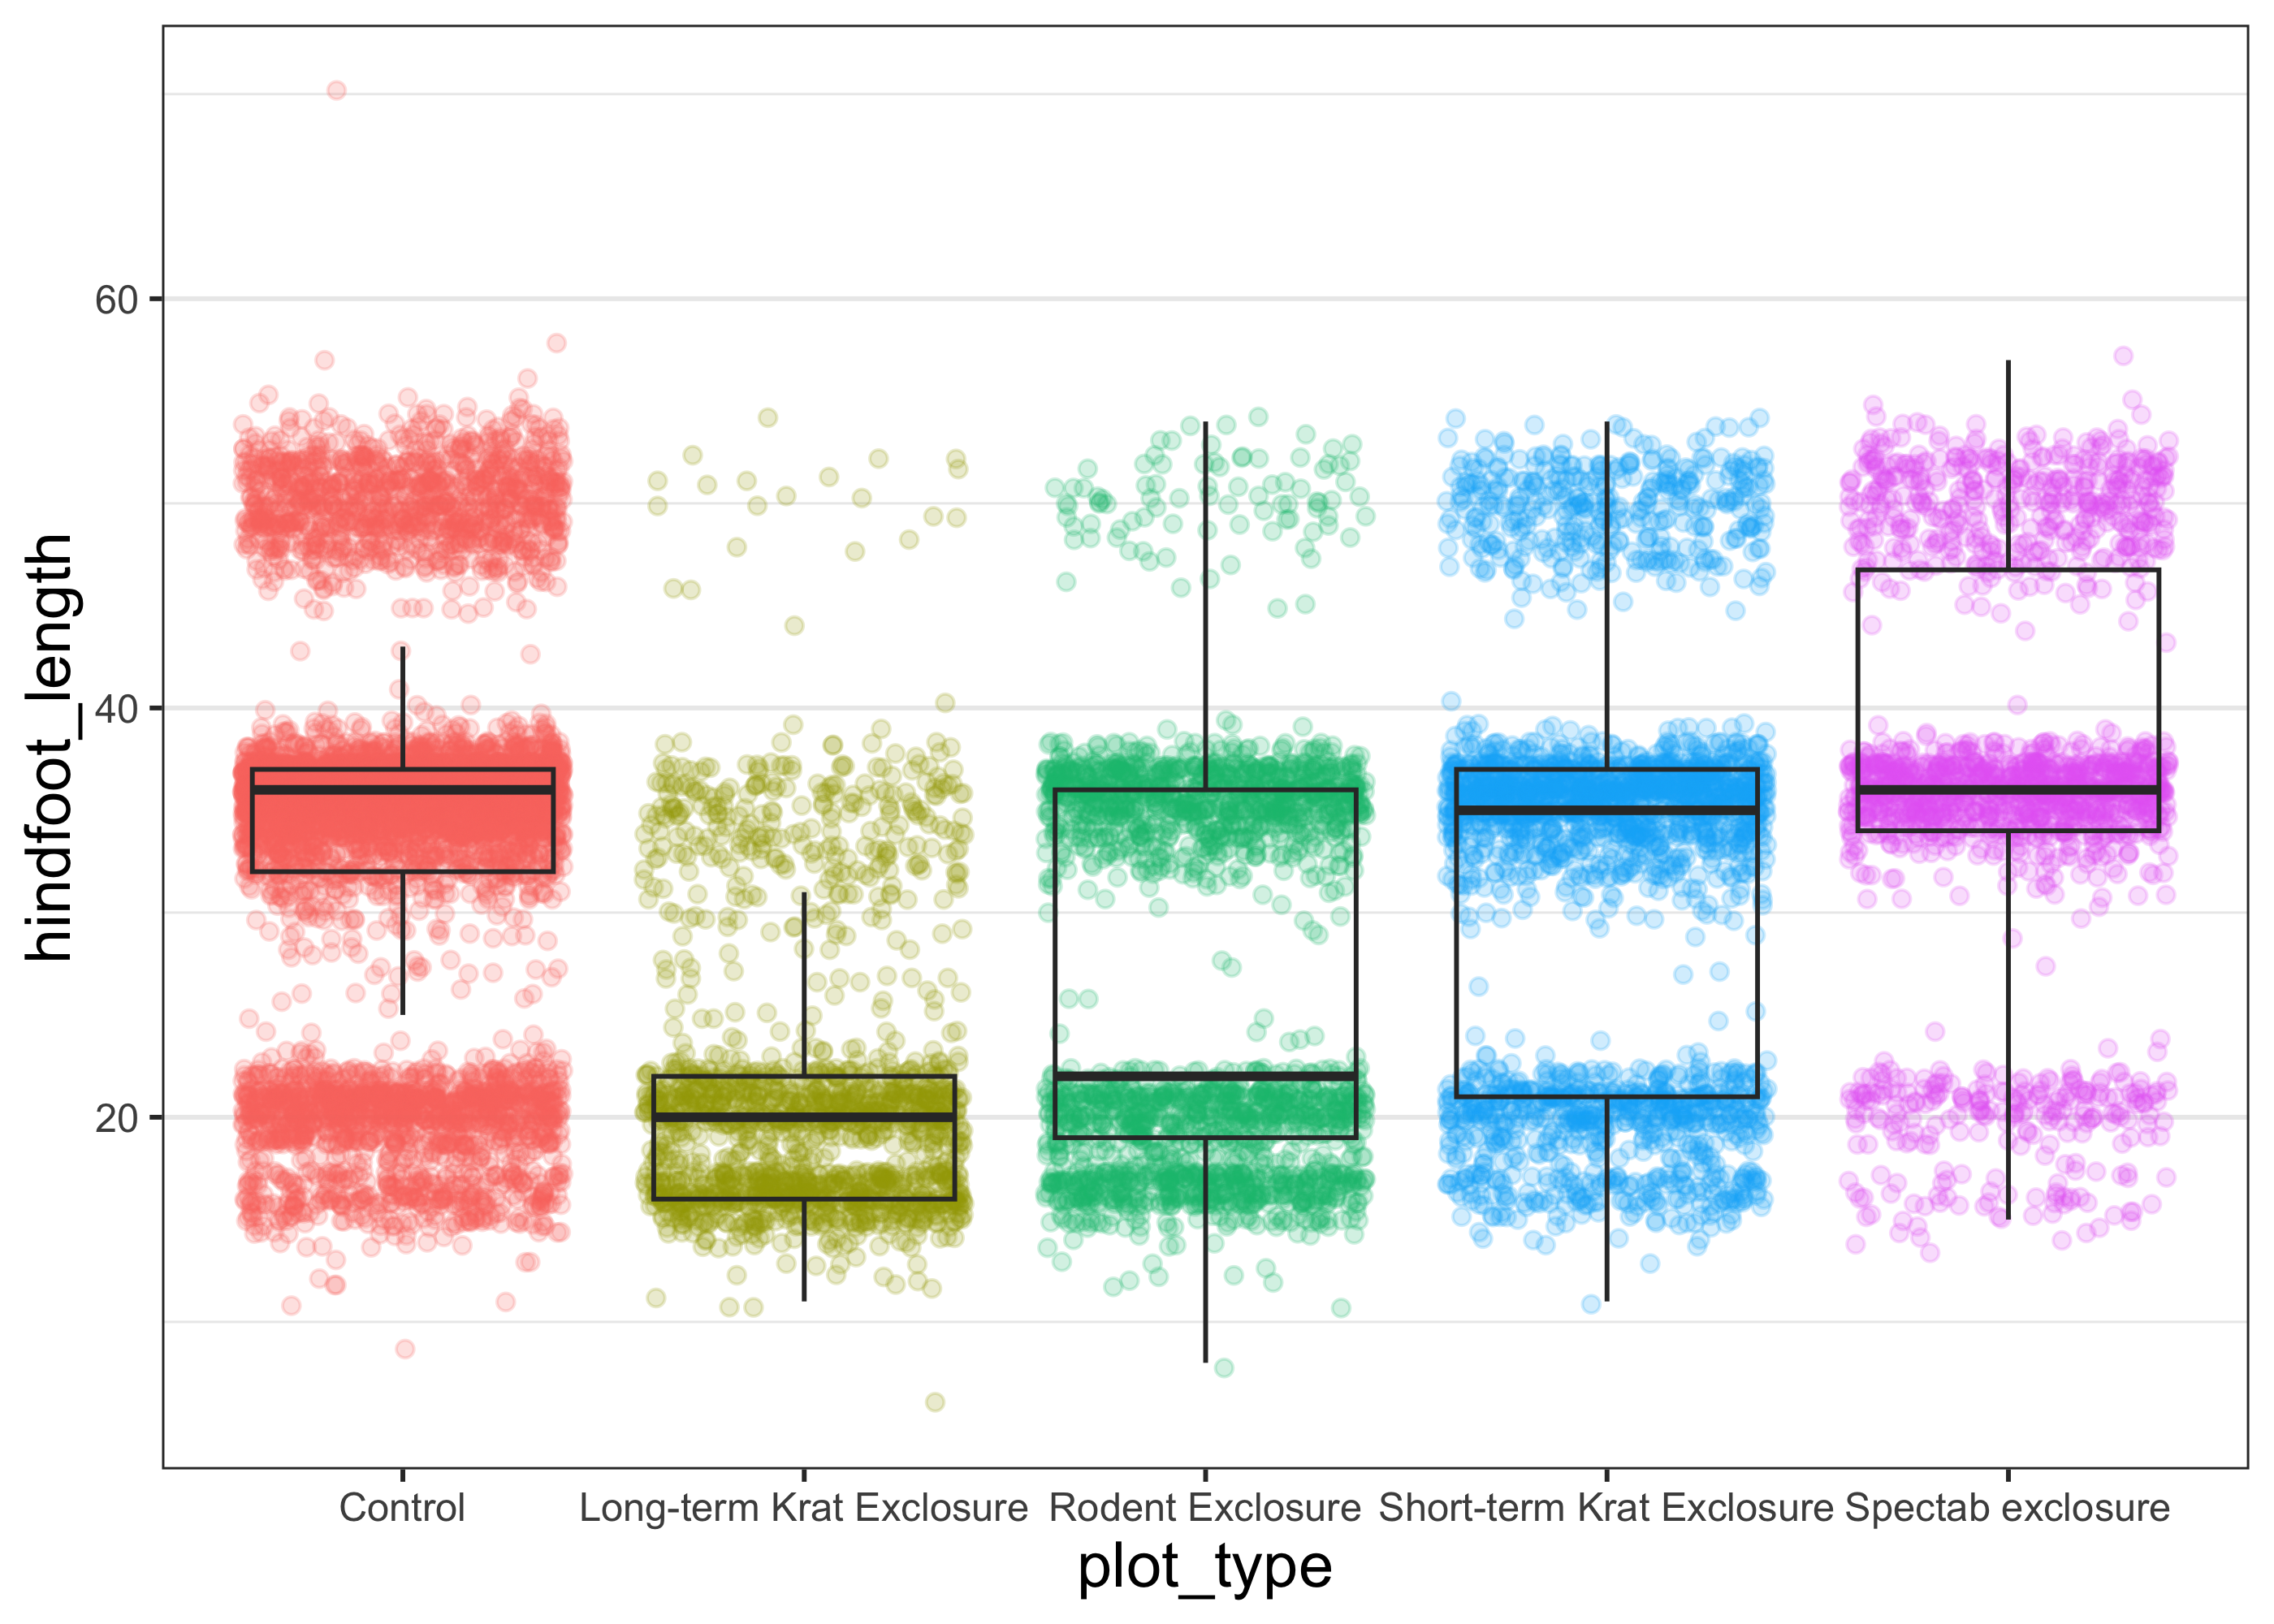 hindfoot_length
60
40
20
Control
Long-term Krat Exclosure
Rodent Exclosure
Short-term Krat Exclosure
Spectab exclosure
plot_type